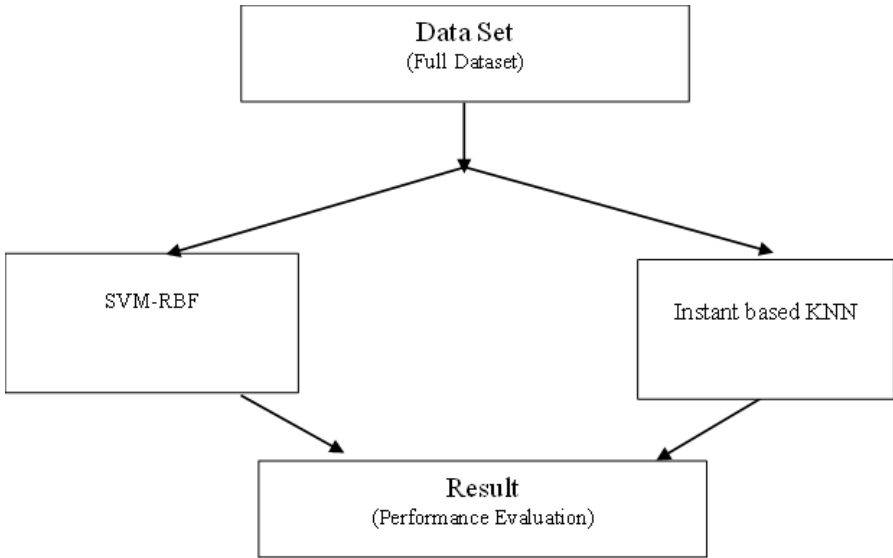 Data Set
(Full Dataset)
SVM-RBF
Instant based KNN
Result
(Performance Evaluation)